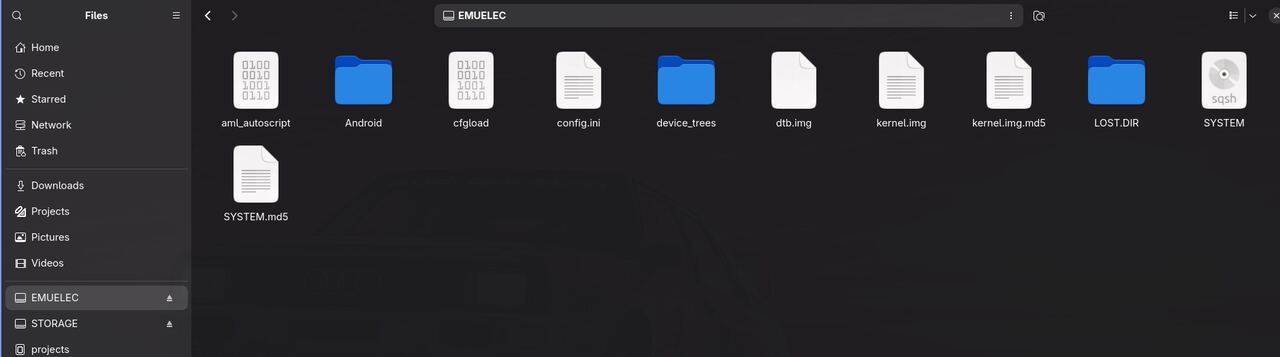 Files
EMUELEC
Home
Recent
Starred
Network
Trash
Downloads
Projects
Pictures
Videos
EMUELEC
STORAGE
projects
0100
0010
1001
0110
aml_autoscript
Android
0100
0010
1001
0110
cfgload
config.ini
device_trees
dtb.img
kernel.img
kernel.img.md5
LOST.DIR
sqsh
SYSTEM
SYSTEM.md5